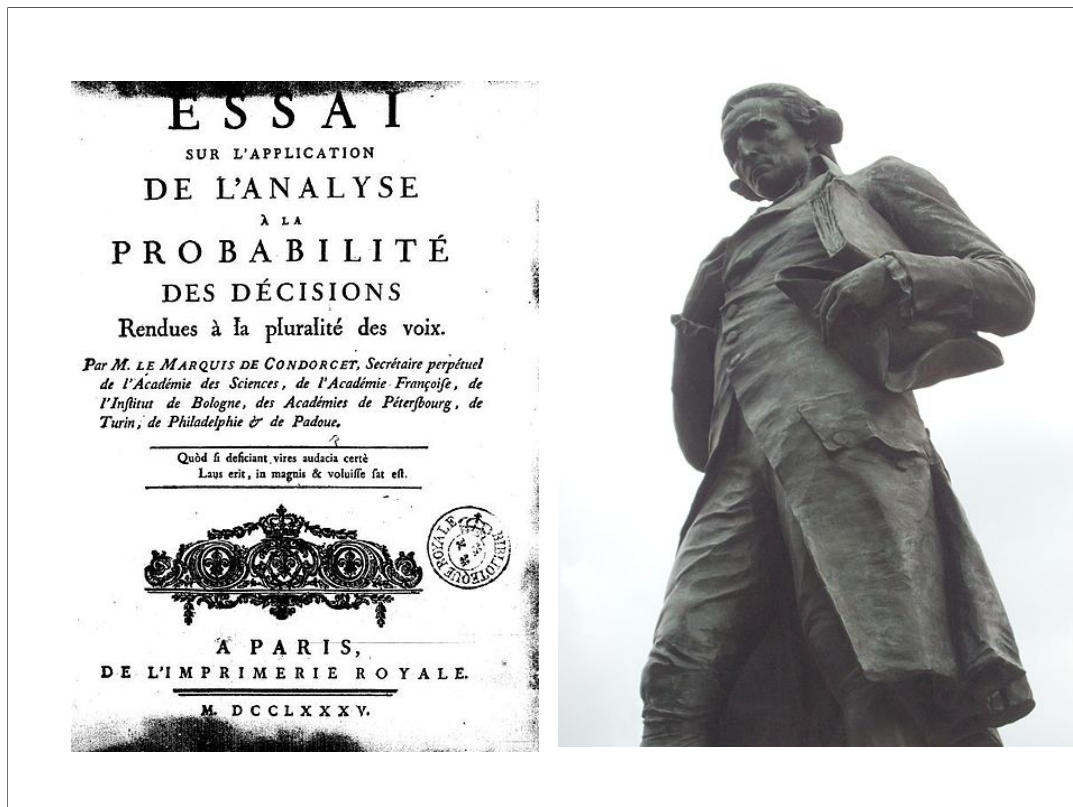 ESSAI
SUR L'APPLICATION
DE L'ANALYSE
À LA
PROBABILITÉ
DES DÉCISIONS
Rendues à la pluralité des voix.
Par M. LE MARQUIS DE CONDORCET, Secrétaire perpétuel
de l'Académie des Sciences, de l'Académie Françoiſe, de
l'Inſtitut de Bologne, des Académies de Péterſbourg, de
Turin, de Philadelphie & de Padoue.
Quòd ſi deficiant vires audacia certè
Laus erit, in magnis & voluiſſe ſat eſt.
BIBLIOTEQUE ROYALE
A PARIS,
DE L'IMPRIMERIE ROYALE.
M. DCCLXXXV.